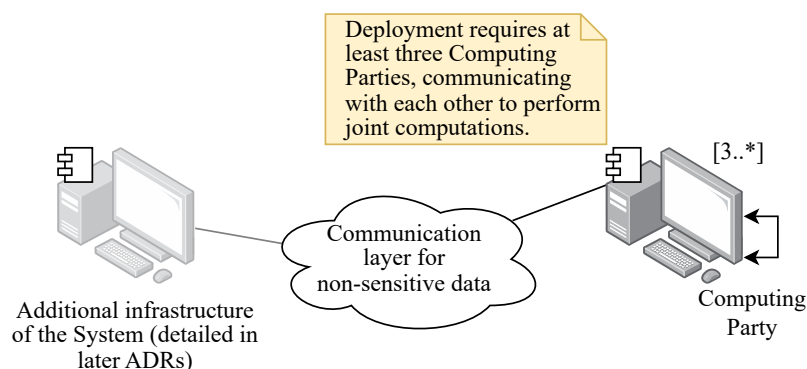 Deployment requires at
least three Computing
Parties, communicating
with each other to perform
joint computations.
[3..*]
Communication
layer for
non-sensitive data
Additional infrastructure
of the System (detailed in
later ADRs)
Computing
Party